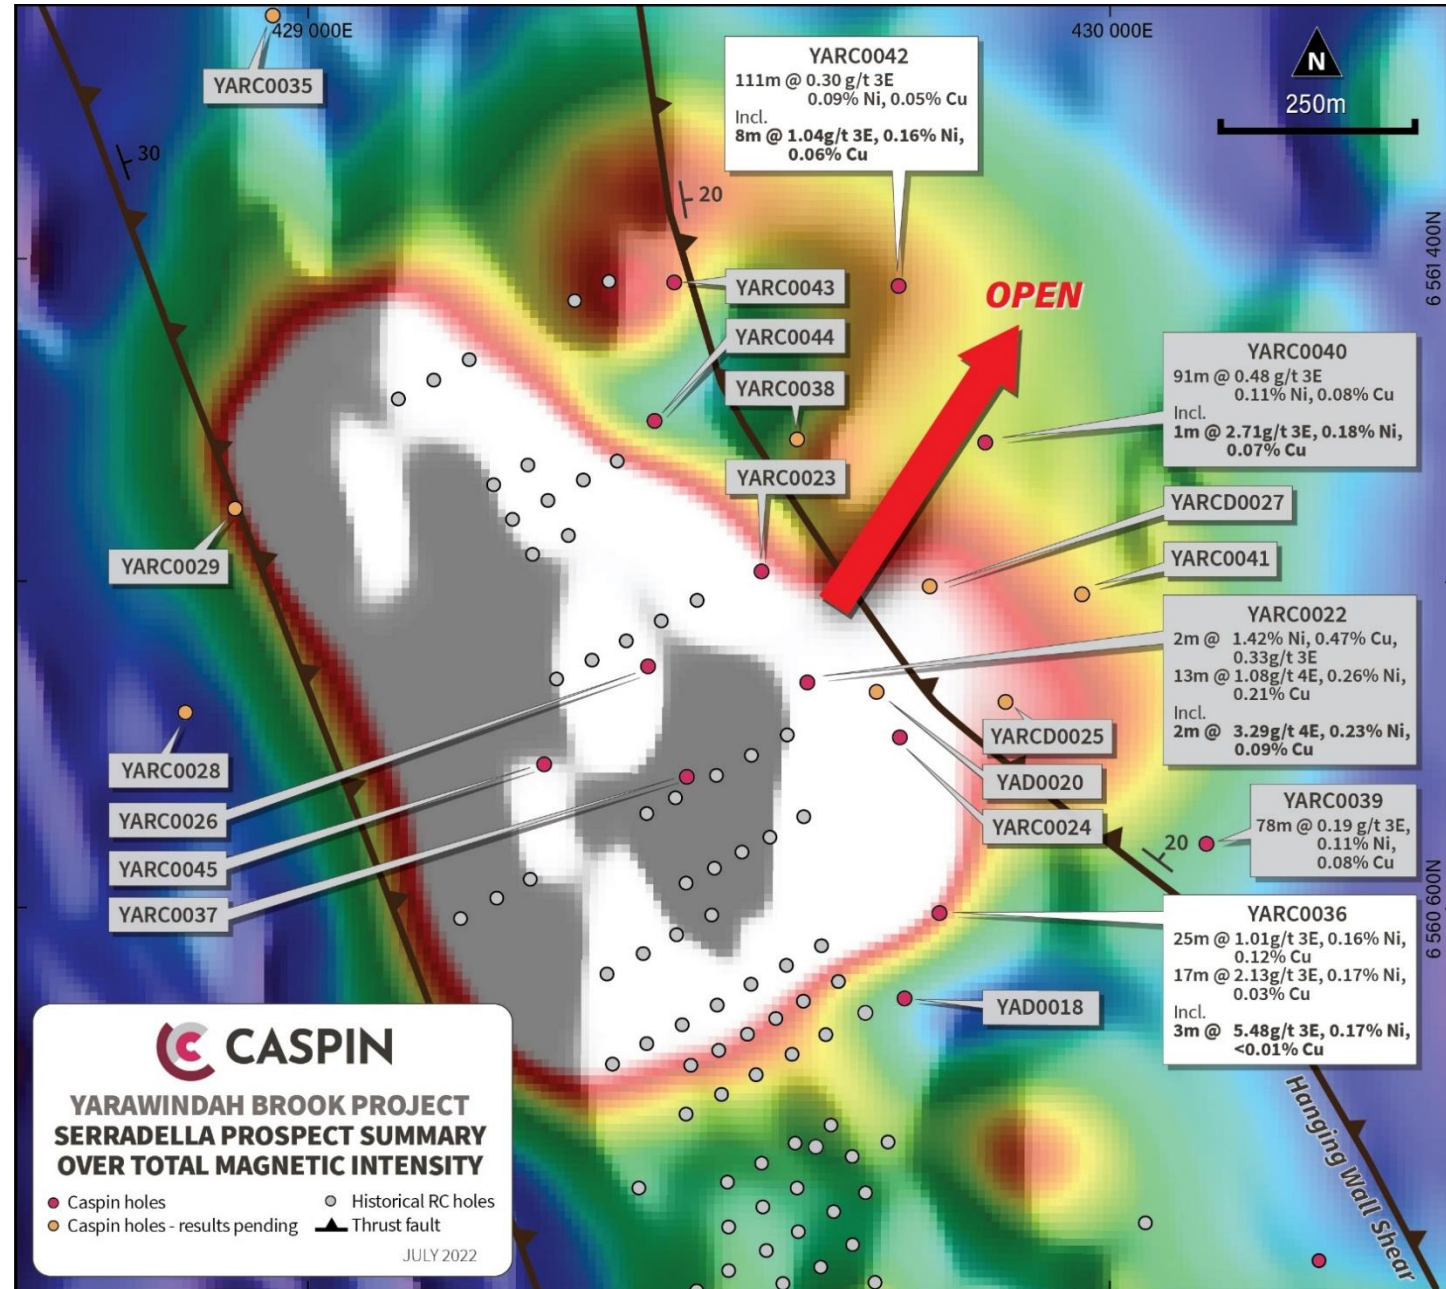 429 000E
430 000E
YARC0035
N
250m
YARC0042
111m @ 0.30 g/t 3E
0.09% Ni, 0.05% Cu
Incl.
8m @ 1.04g/t 3E, 0.16% Ni,
0.06% Cu
30
20
6 561 400N
YARC0043
OPEN
YARC0044
YARC0038
YARC0040
91m @ 0.48 g/t 3E
0.11% Ni, 0.08% Cu
Incl.
1m @ 2.71g/t 3E, 0.18% Ni,
0.07% Cu
YARC0023
YARCD0027
YARC0029
YARC0041
YARC0022
2m @ 1.42% Ni, 0.47% Cu,
0.33g/t 3E
13m @ 1.08g/t 4E, 0.26% Ni,
0.21% Cu
Incl.
2m @ 3.29g/t 4E, 0.23% Ni,
0.09% Cu
YARCD0025
YARC0028
YAD0020
YARC0026
YARC0024
YARC0039
78m @ 0.19 g/t 3E,
0.11% Ni,
0.08% Cu
20
YARC0045
YARC0037
6 560 600N
YARC0036
25m @ 1.01g/t 3E, 0.16% Ni,
0.12% Cu
17m @ 2.13g/t 3E, 0.17% Ni,
0.03% Cu
Incl.
3m @ 5.48g/t 3E, 0.17% Ni,
<0.01% Cu
YAD0018
Hanging Wall Shear
CASPIN
YARAWINDAH BROOK PROJECT
SERRADELLA PROSPECT SUMMARY
OVER TOTAL MAGNETIC INTENSITY
Caspin holes
Historical RC holes
Caspin holes - results pending
Thrust fault
JULY 2022